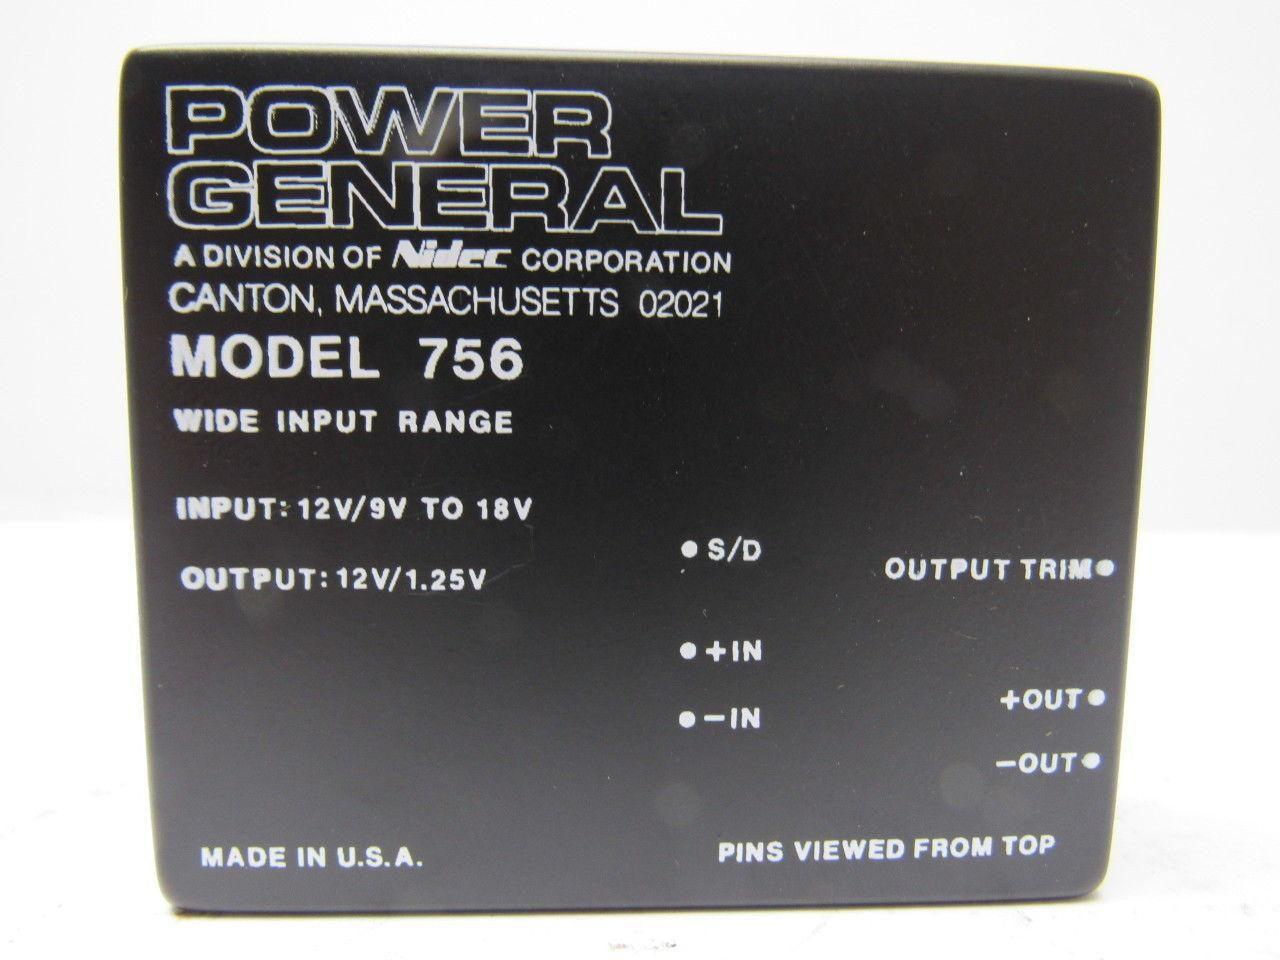 POWER
GENERAL
A DIVISION OF Nidec CORPORATION
CANTON, MASSACHUSETTS 02021
MODEL 756
WIDE INPUT RANGE
INPUT: 12V/9V TO 18V
OUTPUT: 12V/1.25V
S/D
OUTPUT TRIM
+IN
+OUT
-IN
-OUT
MADE IN U.S.A.
PINS VIEWED FROM TOP